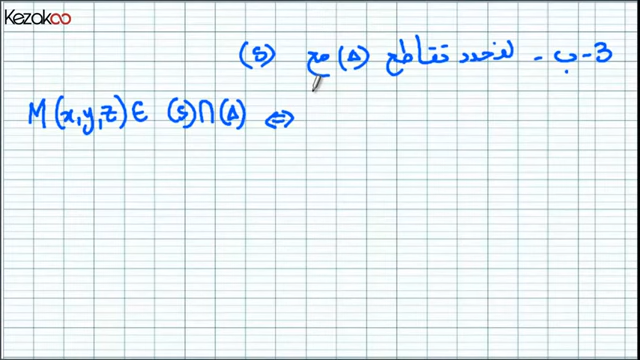 Kezakoo
3 - ب - لنحدد تقاطع (Δ) مع (S)
M(x,y,z) ∈ (S)∩(Δ) ⇔